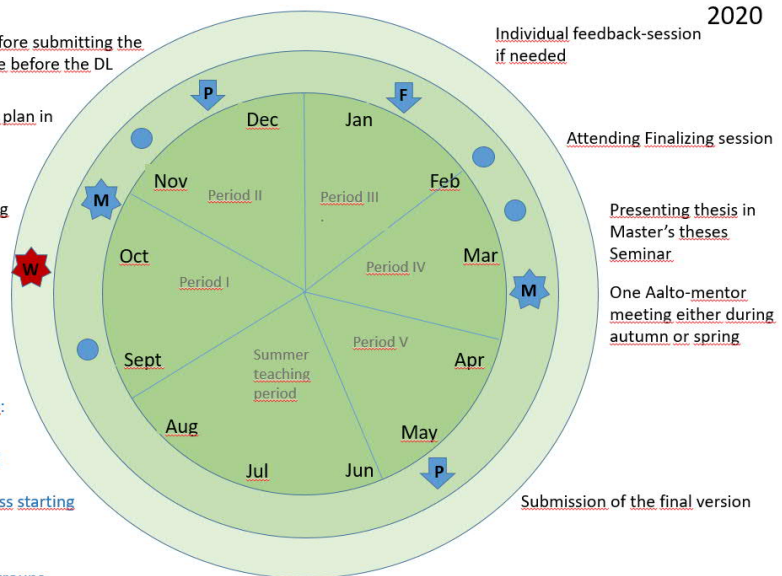 2020
fore submitting the
e before the DL
plan in
g
:
ss starting
Individual feedback-session
if needed
Attending Finalizing session
Presenting thesis in
Master's theses
Seminar
One Aalto-mentor
meeting either during
autumn or spring
Submission of the final version
P
F
Dec
Jan
Nov
Feb
Period II
Period III
.
M
Oct
Mar
W
Period I
Period IV
M
Period V
Summer
teaching
period
Sept
Apr
Aug
May
Jul
Jun
P